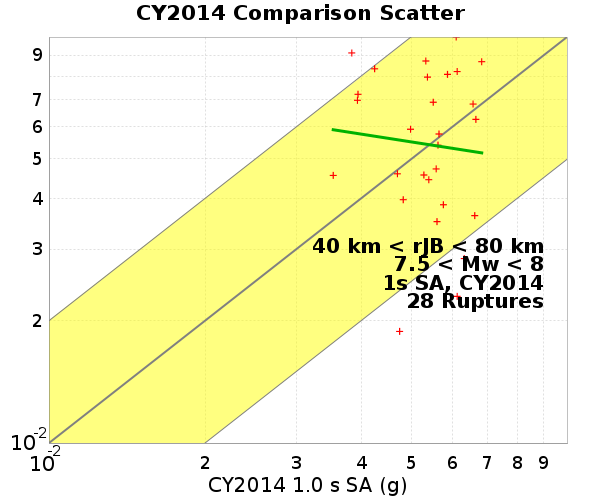 CY2014 Comparison Scatter
9
7
6
5
4
3
2
10-2
10-2
2 3 4 5 6 7 8 9
40 km < rJB < 80 km
7.5 < Mw < 8
1s SA, CY2014
28 Ruptures
CY2014 1.0 s SA (g)